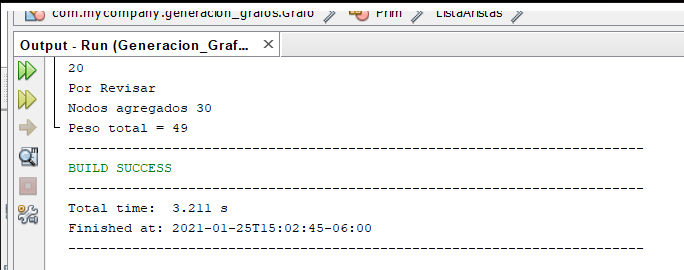 com.mycompany.generacion_grafos.Grafo Prim ListaAristas
Output - Run (Generacion_Graf... ×
20
Por Revisar
Nodos agregados 30
Peso total = 49
------------------------------------------------------------------------
BUILD SUCCESS
------------------------------------------------------------------------
Total time:  3.211 s
Finished at: 2021-01-25T15:02:45-06:00
------------------------------------------------------------------------